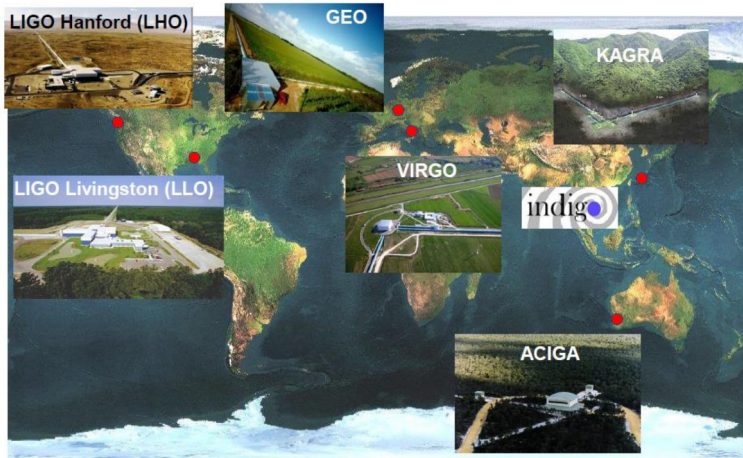 LIGO Hanford (LHO)
GEO
KAGRA
LIGO Livingston (LLO)
VIRGO
indigo
ACIGA